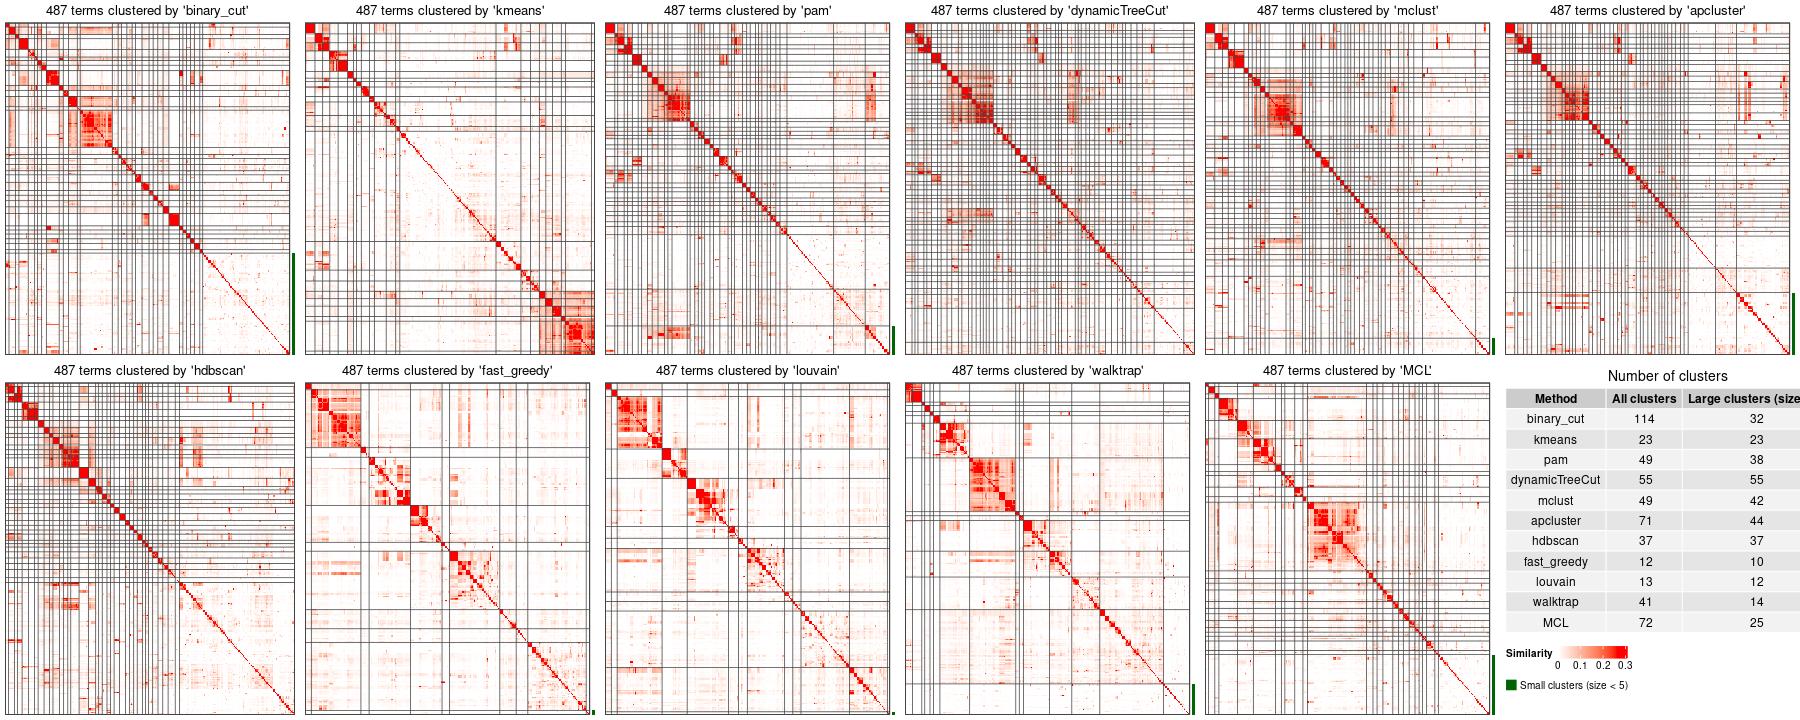 487 terms clustered by 'binary_cut'
487 terms clustered by 'kmeans'
487 terms clustered by 'pam'
487 terms clustered by 'dynamicTreeCut'
487 terms clustered by 'mclust'
487 terms clustered by 'apcluster'
487 terms clustered by 'hdbscan'
487 terms clustered by 'fast_greedy'
487 terms clustered by 'louvain'
487 terms clustered by 'walktrap'
487 terms clustered by 'MCL'
Number of clusters
Method All clusters Large clusters (size
binary_cut 114 32
kmeans 23 23
pam 49 38
dynamicTreeCut 55 55
mclust 49 42
apcluster 71 44
hdbscan 37 37
fast_greedy 12 10
louvain 13 12
walktrap 41 14
MCL 72 25
Similarity
0 0.1 0.2 0.3
Small clusters (size < 5)